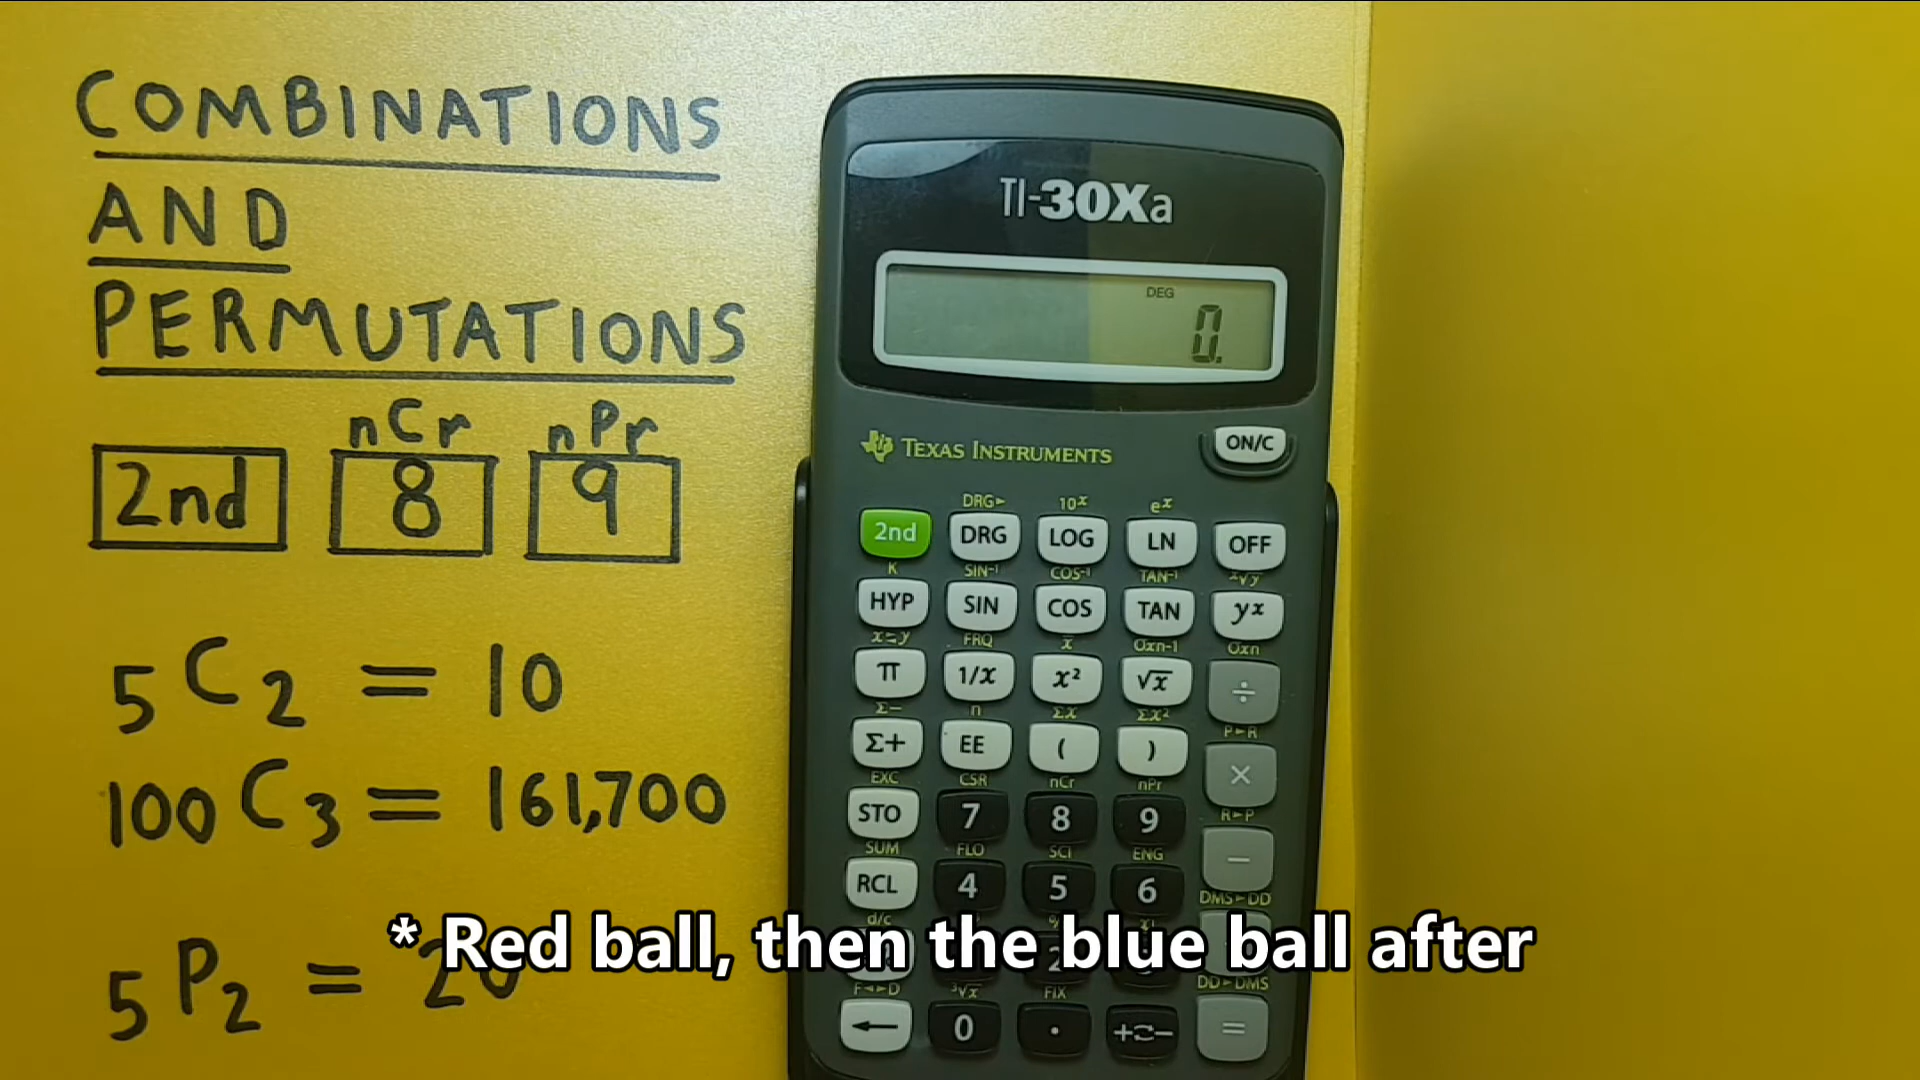 COMBINATIONS
AND
PERMUTATIONS
nCr nPr
2nd 8 9
5C2 = 10
100C3 = 161,700
5P2 = 20
TI-30Xa
DEG
0.
TEXAS INSTRUMENTS
ON/C
DRG► 10ˣ eˣ
2nd DRG LOG LN OFF
K SIN⁻¹ COS⁻¹ TAN⁻¹ ˣ√y
HYP SIN COS TAN yˣ
x⇆y FRQ x̄ σxn-1 σxn
π 1/x x² √x ÷
Σ− n Σx Σx² P►R
Σ+ EE ( ) ×
EXC CSR nCr nPr R►P
STO 7 8 9 −
SUM FLO SCI ENG DMS►DD
RCL 4 5 6
d/c
2
* Red ball, then the blue ball after
F◄►D ³√x FIX DD►DMS
← 0 . +⇆− =